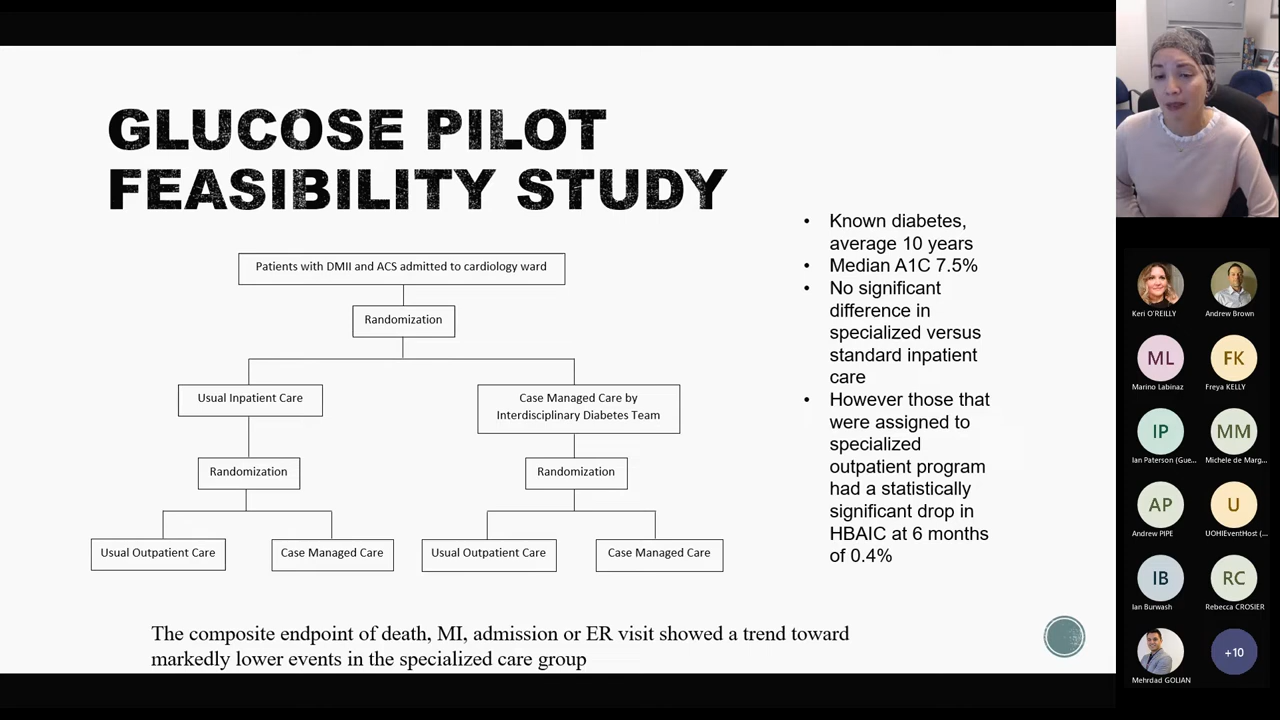 GLUCOSE PILOT
FEASIBILITY STUDY
Patients with DMII and ACS admitted to cardiology ward
Randomization
Usual Inpatient Care
Case Managed Care by
Interdisciplinary Diabetes Team
Randomization
Randomization
Usual Outpatient Care
Case Managed Care
Usual Outpatient Care
Case Managed Care
• Known diabetes,
average 10 years
• Median A1C 7.5%
• No significant
difference in
specialized versus
standard inpatient
care
• However those that
were assigned to
specialized
outpatient program
had a statistically
significant drop in
HBAIC at 6 months
of 0.4%
The composite endpoint of death, MI, admission or ER visit showed a trend toward
markedly lower events in the specialized care group
Keri O'REILLY
Andrew Brown
ML
FK
Marino Labinaz
Freya KELLY
IP
MM
Ian Paterson (Gue...
Michele de Marg...
AP
U
Andrew PIPE
UOHIEventHost (...
IB
RC
Ian Burwash
Rebecca CROSIER
+10
Mehrdad GOLIAN